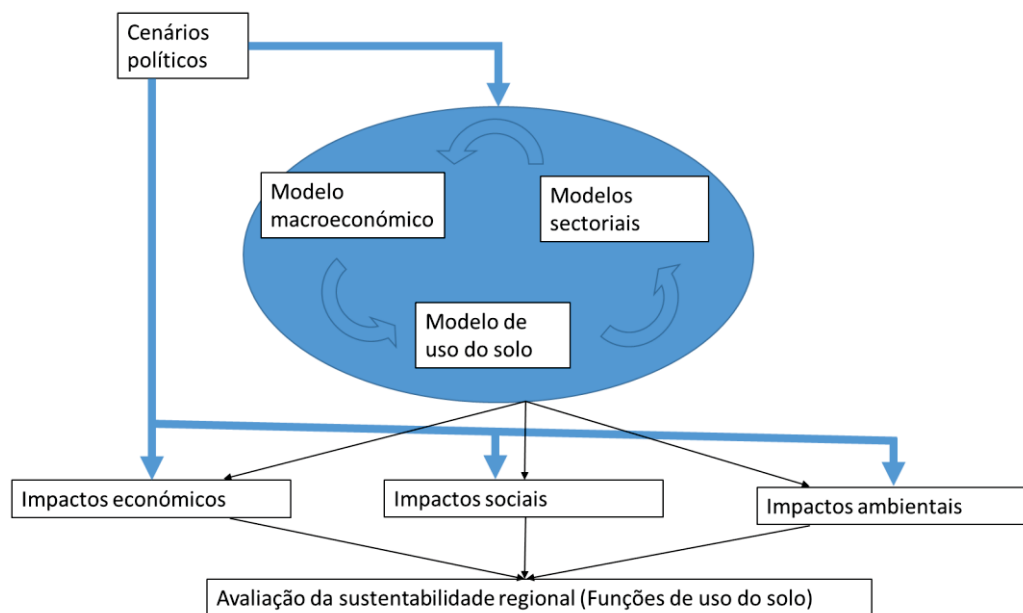 Cenários
políticos
Modelo
macroeconómico
Modelos
sectoriais
Modelo de
uso do solo
Impactos económicos
Impactos sociais
Impactos ambientais
Avaliação da sustentabilidade regional (Funções de uso do solo)